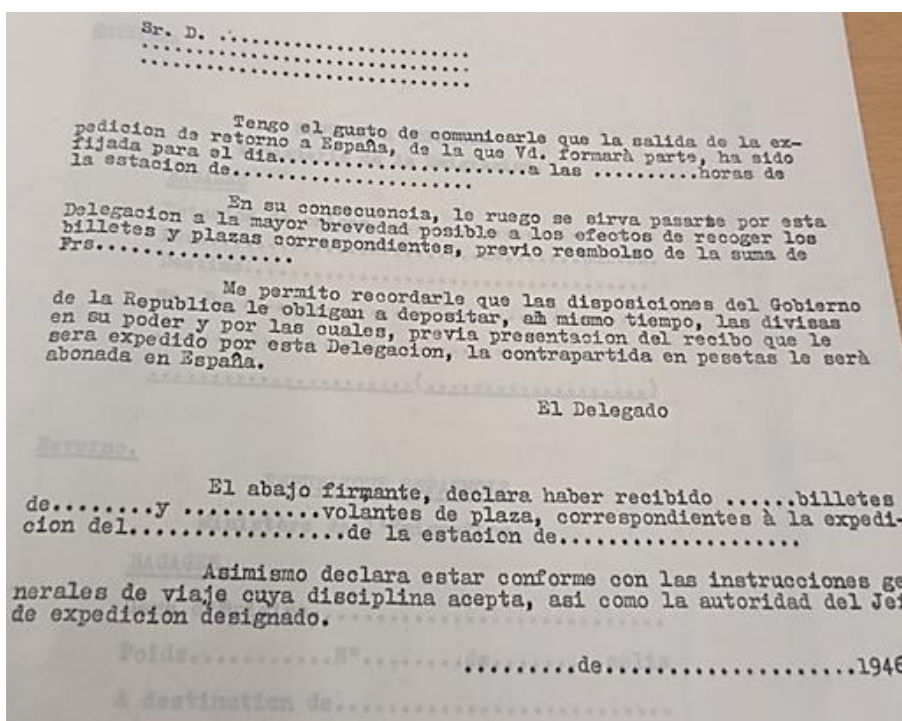 Sr. D. ........................
................................
................................
Tengo el gusto de comunicarle que la salida de la ex-
pedicion de retorno a España, de la que Vd. formarà parte, ha sido
fijada para el dia........................a las ..........horas de
la estacion de.......................
En su consecuencia, le ruego se sirva pasarse por esta
Delegacion a la mayor brevedad posible a los efectos de recoger los
billetes y plazas correspondientes, previo reembolso de la suma de
Frs.................
Me permito recordarle que las disposiciones del Gobierno
de la Republica le obligan a depositar, al mismo tiempo, las divisas
en su poder y por las cuales, previa presentacion del recibo que le
sera expedido por esta Delegacion, la contrapartida en pesetas le serà
abonada en España.
El Delegado
Reverno.
El abajo firmante, declara haber recibido ......billetes
de........y ...........volantes de plaza, correspondientes à la expedi-
cion del.................de la estacion de....................
BAGAGES
Asimismo declara estar conforme con las instrucciones ge
nerales de viaje cuya disciplina acepta, asi como la autoridad del Jef
de expedicion designado.
Poids...........N°
.........de....................1946
A destination de............................